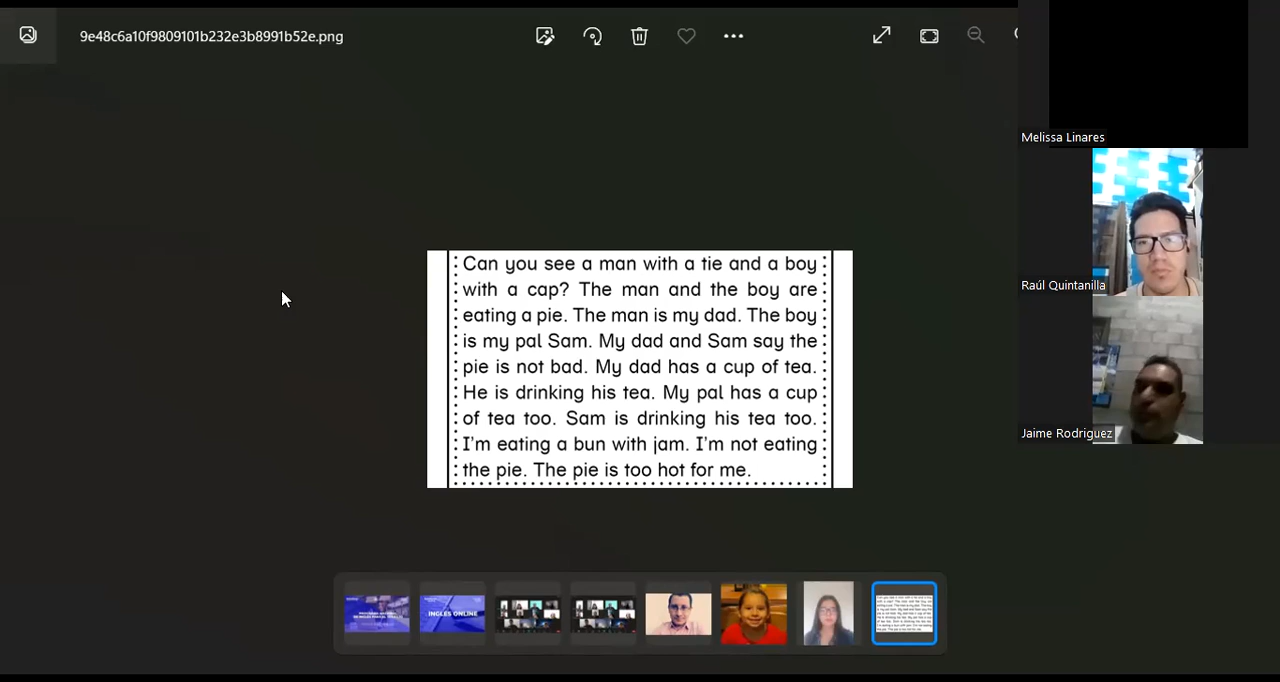 9e48c6a10f9809101b232e3b8991b52e.png
Melissa Linares
Raúl Quintanilla
Jaime Rodriguez
Can you see a man with a tie and a boy
with a cap? The man and the boy are
eating a pie. The man is my dad. The boy
is my pal Sam. My dad and Sam say the
pie is not bad. My dad has a cup of tea.
He is drinking his tea. My pal has a cup
of tea too. Sam is drinking his tea too.
I'm eating a bun with jam. I'm not eating
the pie. The pie is too hot for me.
INGLÉS ONLINE